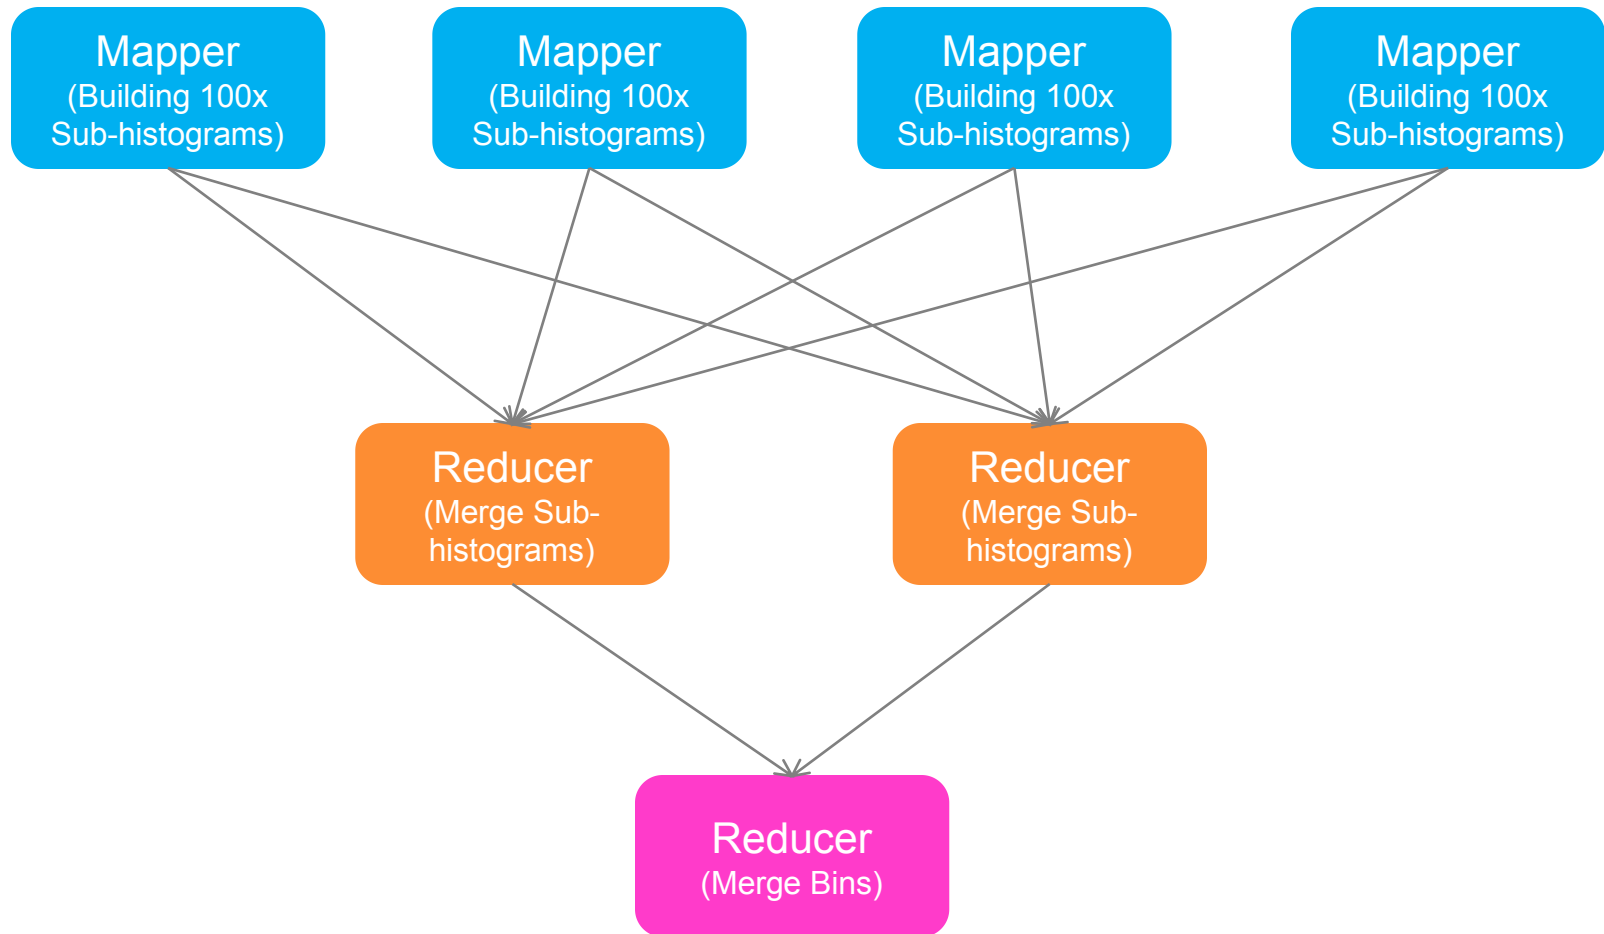 Mapper
(Building 100x
Sub-histograms)
Mapper
(Building 100x
Sub-histograms)
Mapper
(Building 100x
Sub-histograms)
Mapper
(Building 100x
Sub-histograms)
Reducer
(Merge Sub-
histograms)
Reducer
(Merge Sub-
histograms)
Reducer
(Merge Bins)